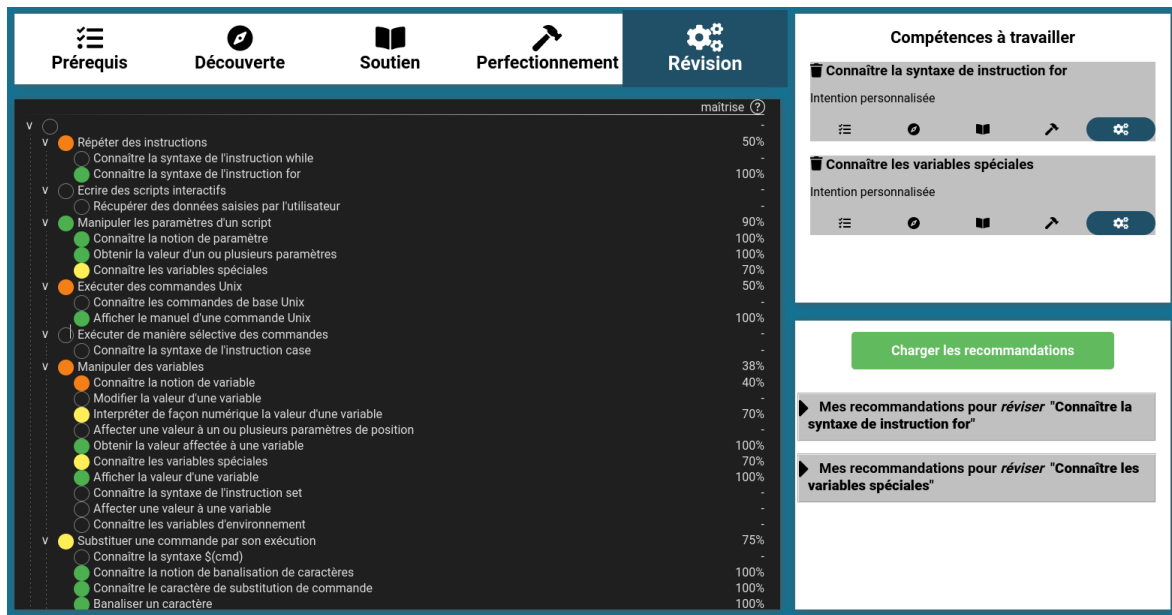 Prérequis
Découverte
Soutien
Perfectionnement
Révision
maîtrise ?
-
Répéter des instructions 50%
Connaître la syntaxe de l'instruction while -
Connaître la syntaxe de l'instruction for 100%
Ecrire des scripts interactifs -
Récupérer des données saisies par l'utilisateur -
Manipuler les paramètres d'un script 90%
Connaître la notion de paramètre 100%
Obtenir la valeur d'un ou plusieurs paramètres 100%
Connaître les variables spéciales 70%
Exécuter des commandes Unix 50%
Connaître les commandes de base Unix -
Afficher le manuel d'une commande Unix 100%
Exécuter de manière sélective des commandes -
Connaître la syntaxe de l'instruction case -
Manipuler des variables 38%
Connaître la notion de variable 40%
Modifier la valeur d'une variable -
Interpréter de façon numérique la valeur d'une variable 70%
Affecter une valeur à un ou plusieurs paramètres de position -
Obtenir la valeur affectée à une variable 100%
Connaître les variables spéciales 70%
Afficher la valeur d'une variable 100%
Connaître la syntaxe de l'instruction set -
Affecter une valeur à une variable -
Connaître les variables d'environnement -
Substituer une commande par son exécution 75%
Connaître la syntaxe $(cmd) -
Connaître la notion de banalisation de caractères 100%
Connaître le caractère de substitution de commande 100%
Banaliser un caractère 100%
Compétences à travailler
Connaître la syntaxe de instruction for
Intention personnalisée
Connaître les variables spéciales
Intention personnalisée
Charger les recommandations
Mes recommandations pour réviser "Connaître la
syntaxe de instruction for"
Mes recommandations pour réviser "Connaître les
variables spéciales"